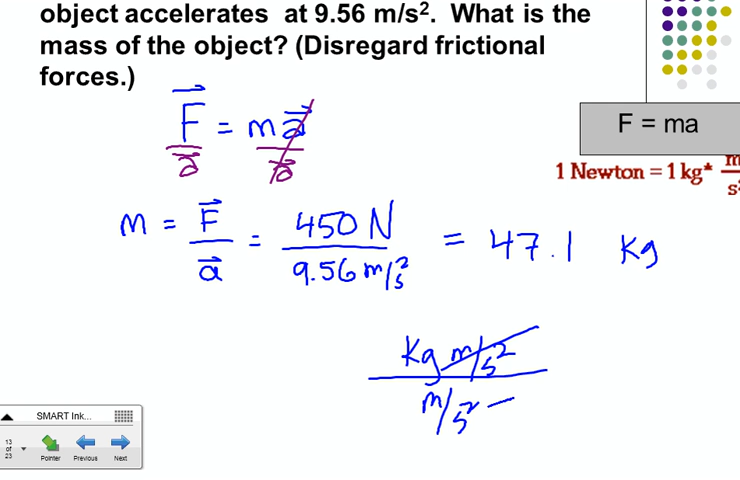 object accelerates at 9.56 m/s². What is the
mass of the object? (Disregard frictional
forces.)
F = ma
F = ma
a a
1 Newton = 1 kg* m
s
m = F = 450 N = 47.1 kg
a 9.56 m/s²
kg m/s²
m/s²
SMART Ink...
13
of
23
Pointer Previous Next